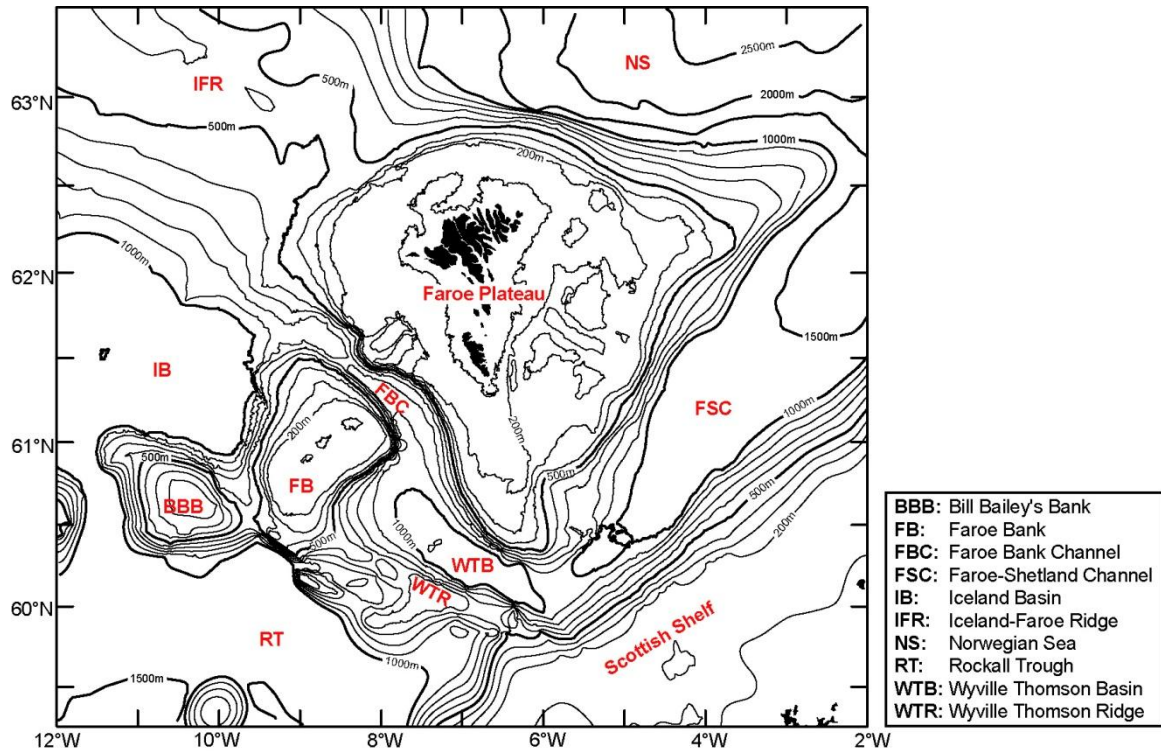 2500m
NS
IFR
500m
63°N
2000m
500m
1000m
200m
1000m
62°N
Faroe Plateau
1500m
IB
FBC
FSC
1000m
200m
61°N
200m
500m
500m
500m
FB
BBB
200m
1000m
500m
WTB
WTR
60°N
RT
Scottish Shelf
1000m
1500m
12°W
10°W
8°W
6°W
4°W
2°W
BBB: Bill Bailey's Bank
FB: Faroe Bank
FBC: Faroe Bank Channel
FSC: Faroe-Shetland Channel
IB: Iceland Basin
IFR: Iceland-Faroe Ridge
NS: Norwegian Sea
RT: Rockall Trough
WTB: Wyville Thomson Basin
WTR: Wyville Thomson Ridge